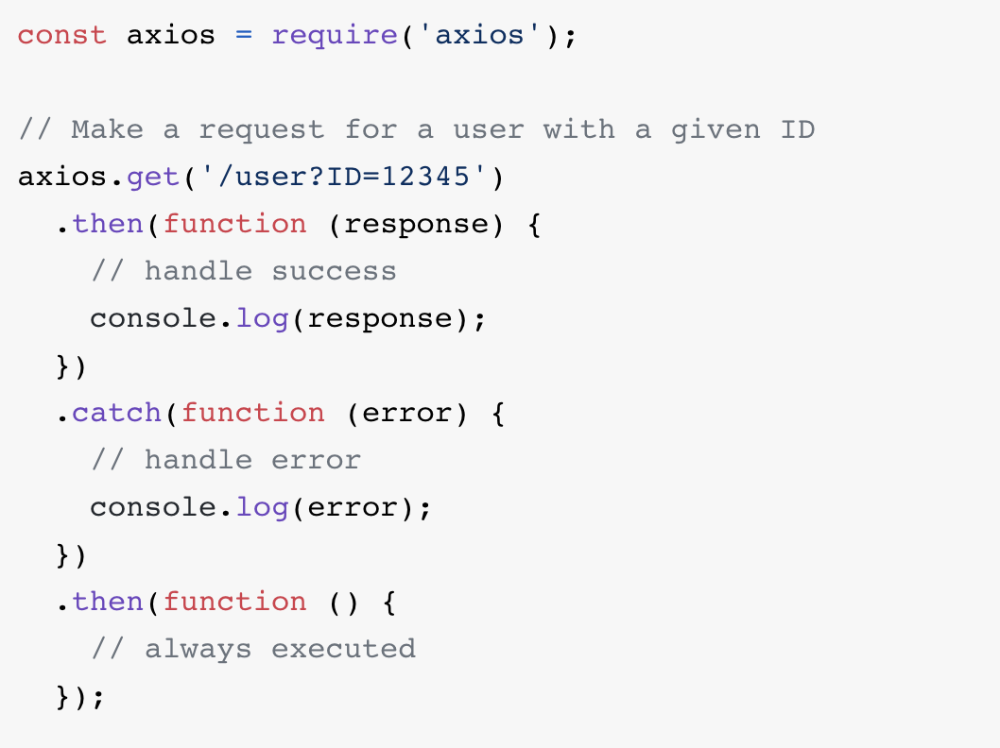 const axios = require('axios');
// Make a request for a user with a given ID
axios.get('/user?ID=12345')
  .then(function (response) {
    // handle success
    console.log(response);
  })
  .catch(function (error) {
    // handle error
    console.log(error);
  })
  .then(function () {
    // always executed
  });